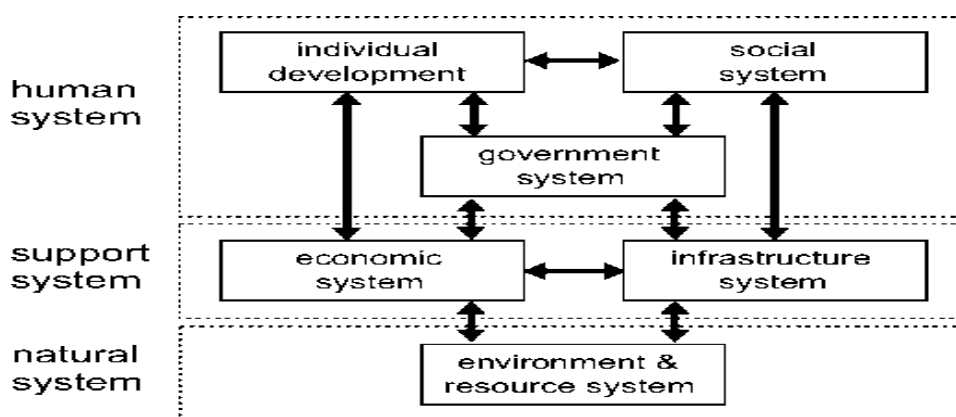 individual
development
social
system
human
system
government
system
support
system
economic
system
infrastructure
system
natural
system
environment &
resource system